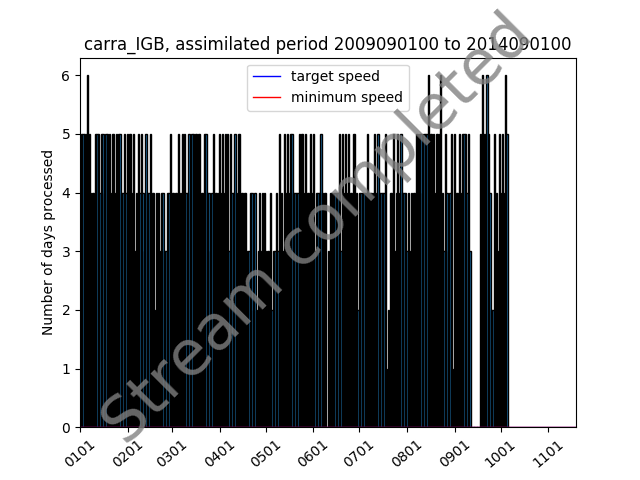 carra_IGB, assimilated period 2009090100 to 2014090100
target speed
minimum speed
Number of days processed
6
5
4
3
2
1
0
0101 0201 0301 0401 0501 0601 0701 0801 0901 1001 1101
Stream completed